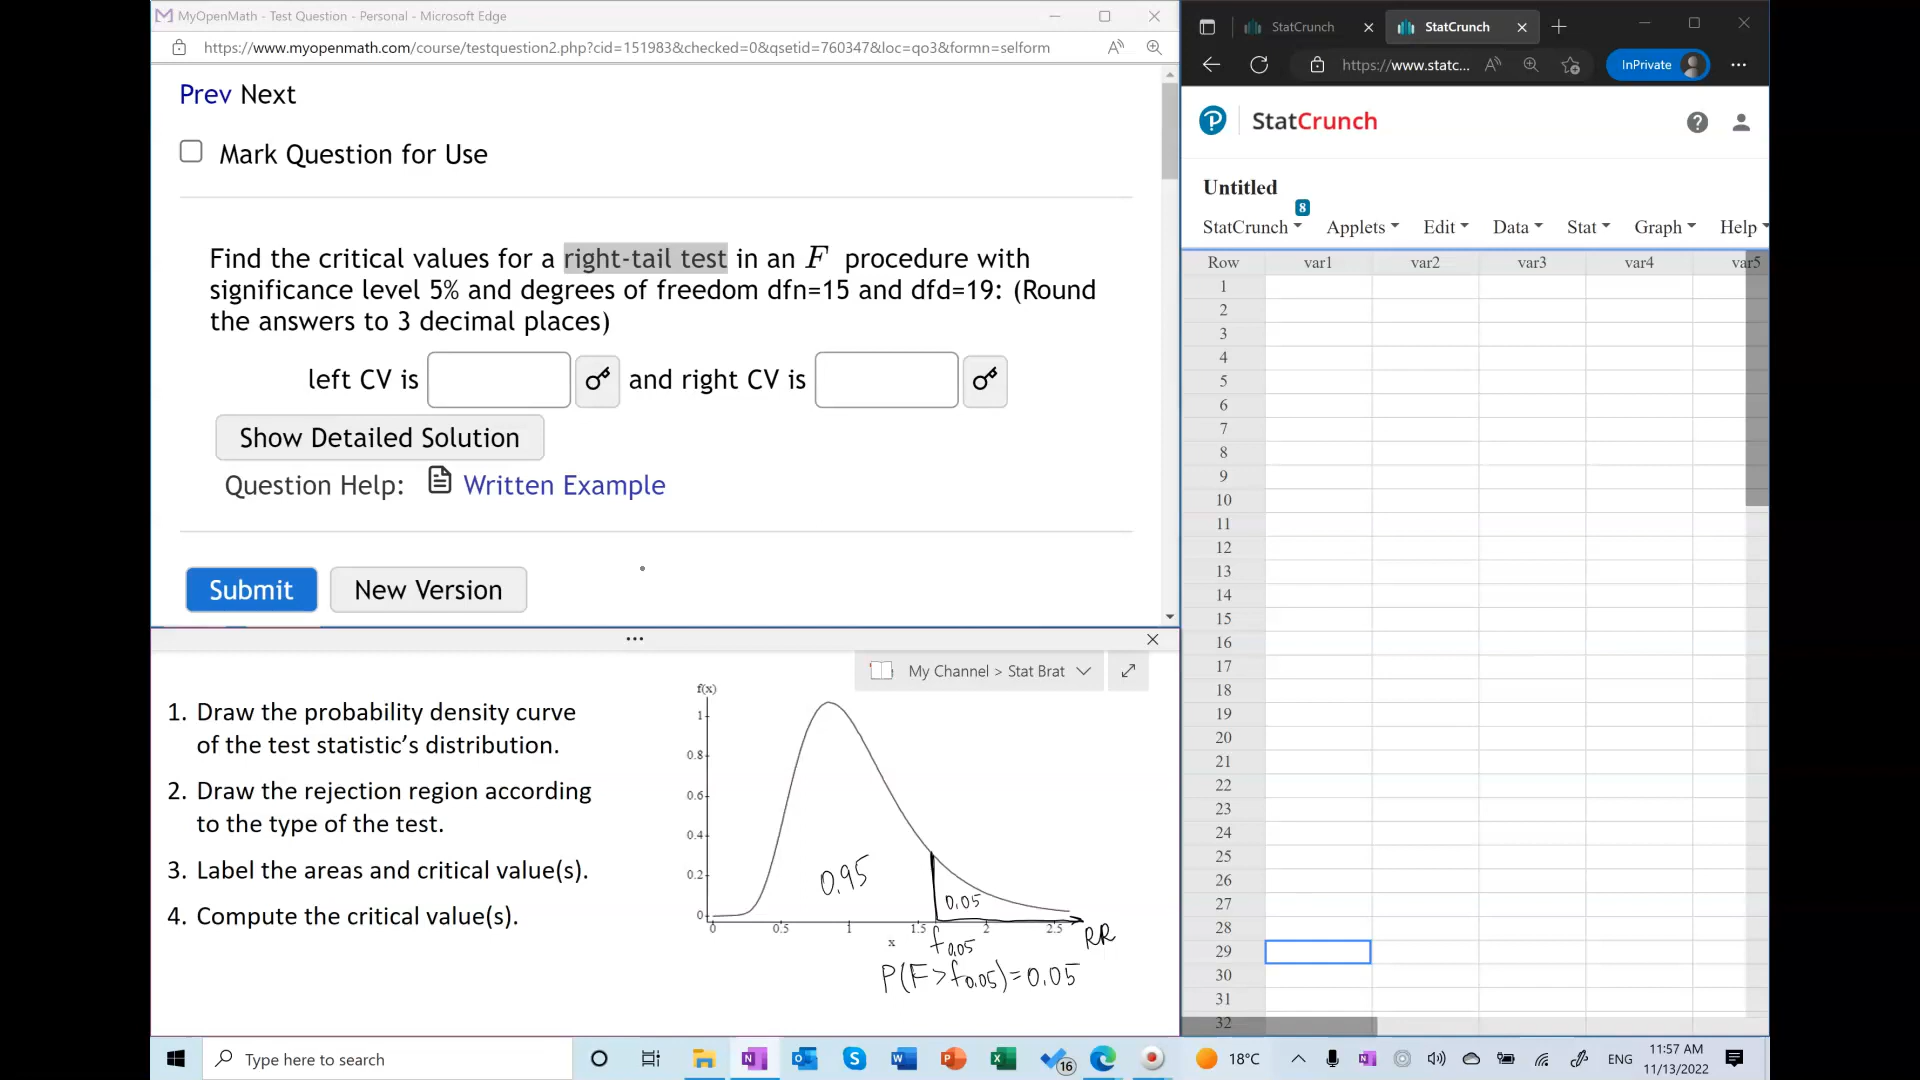 MyOpenMath - Test Question - Personal - Microsoft Edge
https://www.myopenmath.com/course/testquestion2.php?cid=151983&checked=0&qsetid=760347&loc=qo3&formn=selform
Prev Next
Mark Question for Use
Find the critical values for a right-tail test in an F procedure with
significance level 5% and degrees of freedom dfn=15 and dfd=19: (Round
the answers to 3 decimal places)
left CV is
and right CV is
Show Detailed Solution
Question Help: Written Example
Submit
New Version
My Channel > Stat Brat
1. Draw the probability density curve
of the test statistic's distribution.
2. Draw the rejection region according
to the type of the test.
3. Label the areas and critical value(s).
4. Compute the critical value(s).
f(x)
1
0.8
0.6
0.4
0.2
0
0 0.5 1 1.5 2 2.5
x
0.95
0.05
f0.05
RR
P(F>f0.05)=0.05
StatCrunch
StatCrunch
https://www.statc...
InPrivate
StatCrunch
Untitled
8
StatCrunch Applets Edit Data Stat Graph Help
Row var1 var2 var3 var4 var5
1
2
3
4
5
6
7
8
9
10
11
12
13
14
15
16
17
18
19
20
21
22
23
24
25
26
27
28
29
30
31
32
Type here to search
16
18°C
ENG
11:57 AM
11/13/2022